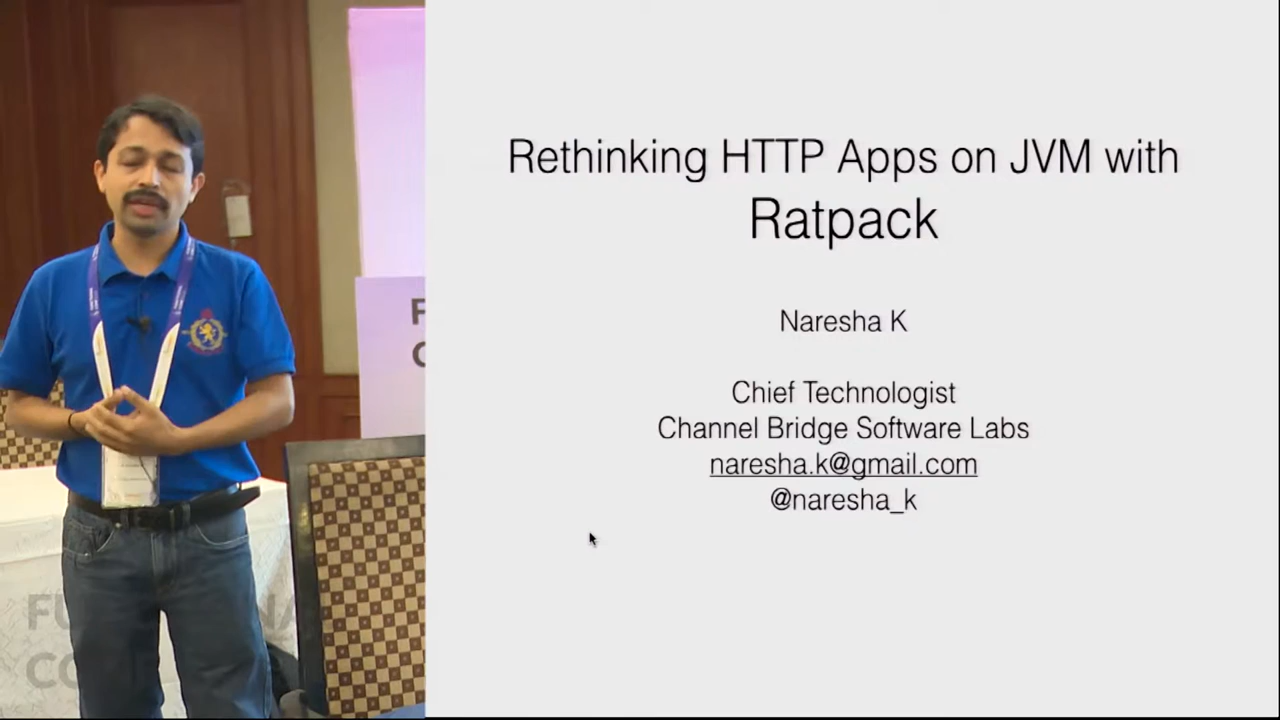 Rethinking HTTP Apps on JVM with
Ratpack
Naresha K
Chief Technologist
Channel Bridge Software Labs
naresha.k@gmail.com
@naresha_k